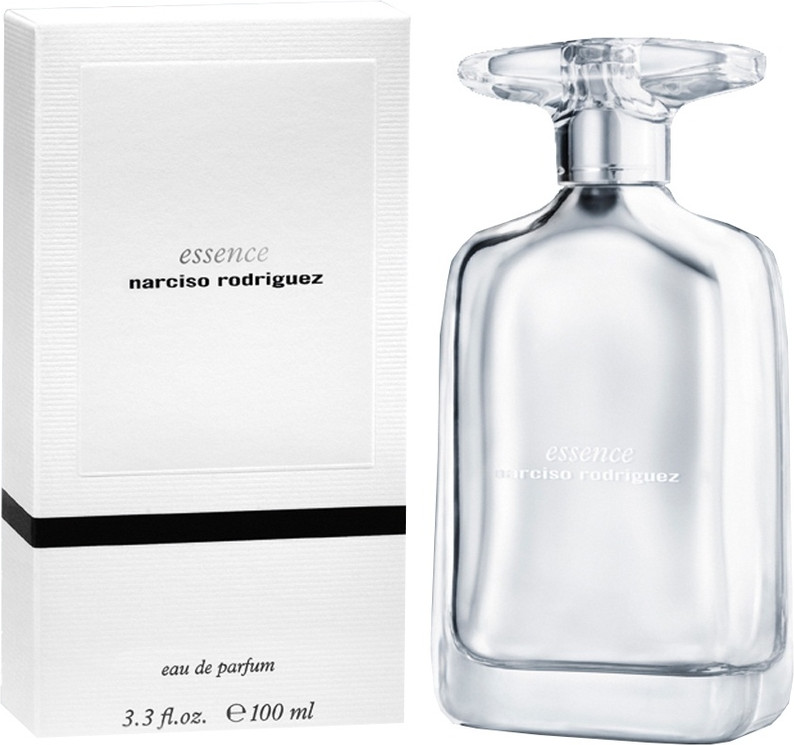 essence
narciso rodriguez
eau de parfum
3.3 fl.oz. ℮ 100 ml
essence
narciso rodriguez